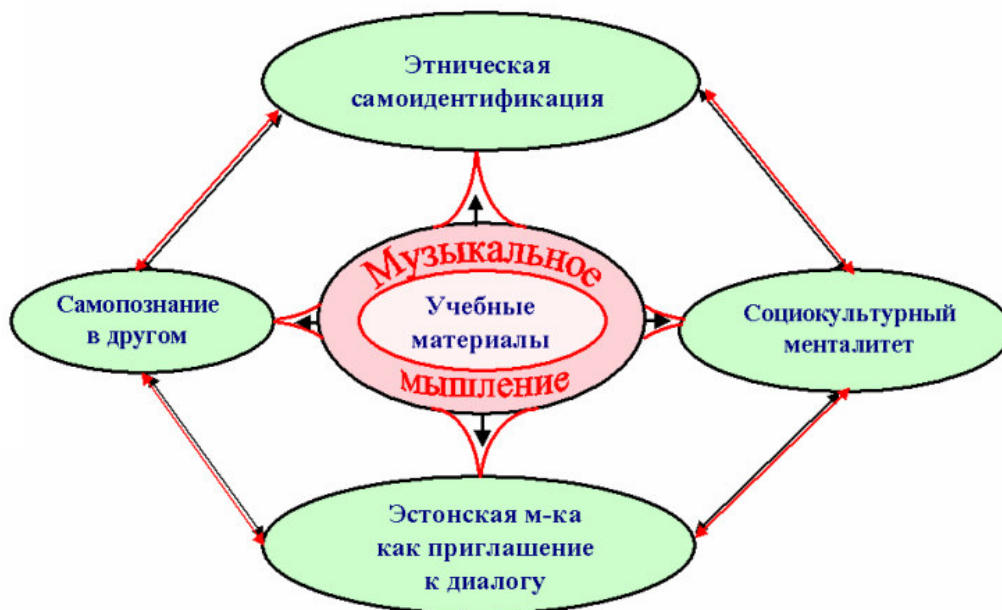 Этническая
самоидентификация
Музыкальное
Самопознание
в другом
Учебные
материалы
Социокультурный
менталитет
мышление
Эстонская м-ка
как приглашение
к диалогу